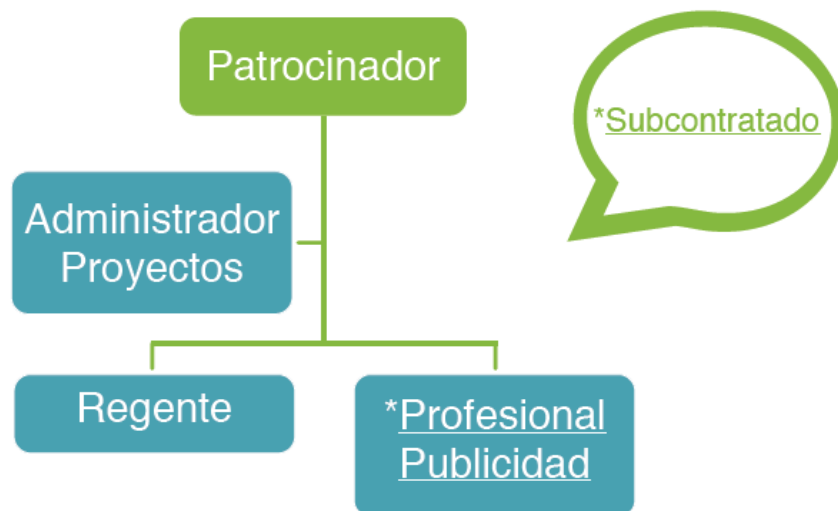 Patrocinador
*Subcontratado
Administrador
Proyectos
Regente
*Profesional
Publicidad